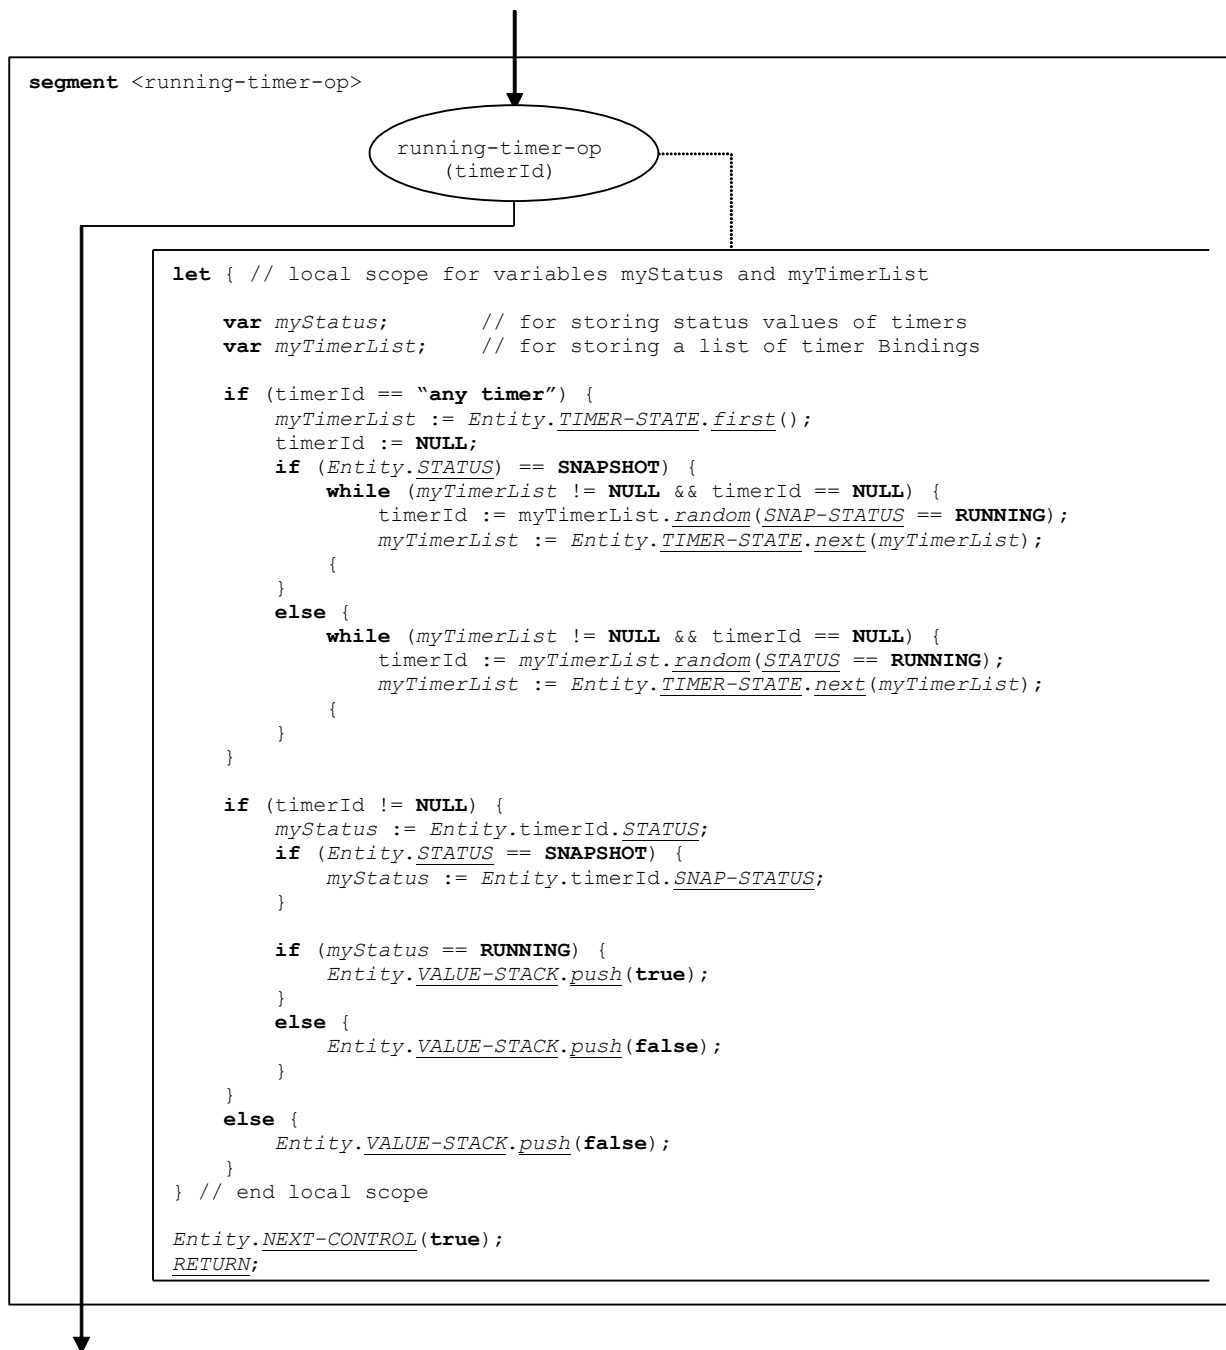 segment <running-timer-op>
running-timer-op
(timerId)
let { // local scope for variables myStatus and myTimerList
var myStatus; // for storing status values of timers
var myTimerList; // for storing a list of timer Bindings
if (timerId == “any timer″) {
myTimerList := Entity.TIMER-STATE.first();
timerId := NULL;
if (Entity.STATUS) == SNAPSHOT) {
while (myTimerList != NULL && timerId == NULL) {
timerId := myTimerList.random(SNAP-STATUS == RUNNING);
myTimerList := Entity.TIMER-STATE.next(myTimerList);
{
}
else {
while (myTimerList != NULL && timerId == NULL) {
timerId := myTimerList.random(STATUS == RUNNING);
myTimerList := Entity.TIMER-STATE.next(myTimerList);
{
}
}
if (timerId != NULL) {
myStatus := Entity.timerId.STATUS;
if (Entity.STATUS == SNAPSHOT) {
myStatus := Entity.timerId.SNAP-STATUS;
}
if (myStatus == RUNNING) {
Entity.VALUE-STACK.push(true);
}
else {
Entity.VALUE-STACK.push(false);
}
}
else {
Entity.VALUE-STACK.push(false);
}
} // end local scope
Entity.NEXT-CONTROL(true);
RETURN;